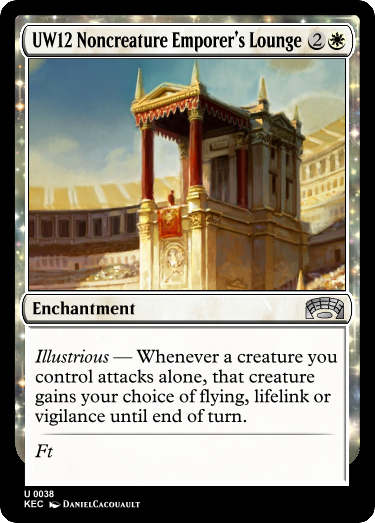 UW12 Noncreature Emporer's Lounge 2
Enchantment
Illustrious — Whenever a creature you
control attacks alone, that creature
gains your choice of flying, lifelink or
vigilance until end of turn.
Ft
U 0038
KEC DanielCacouault